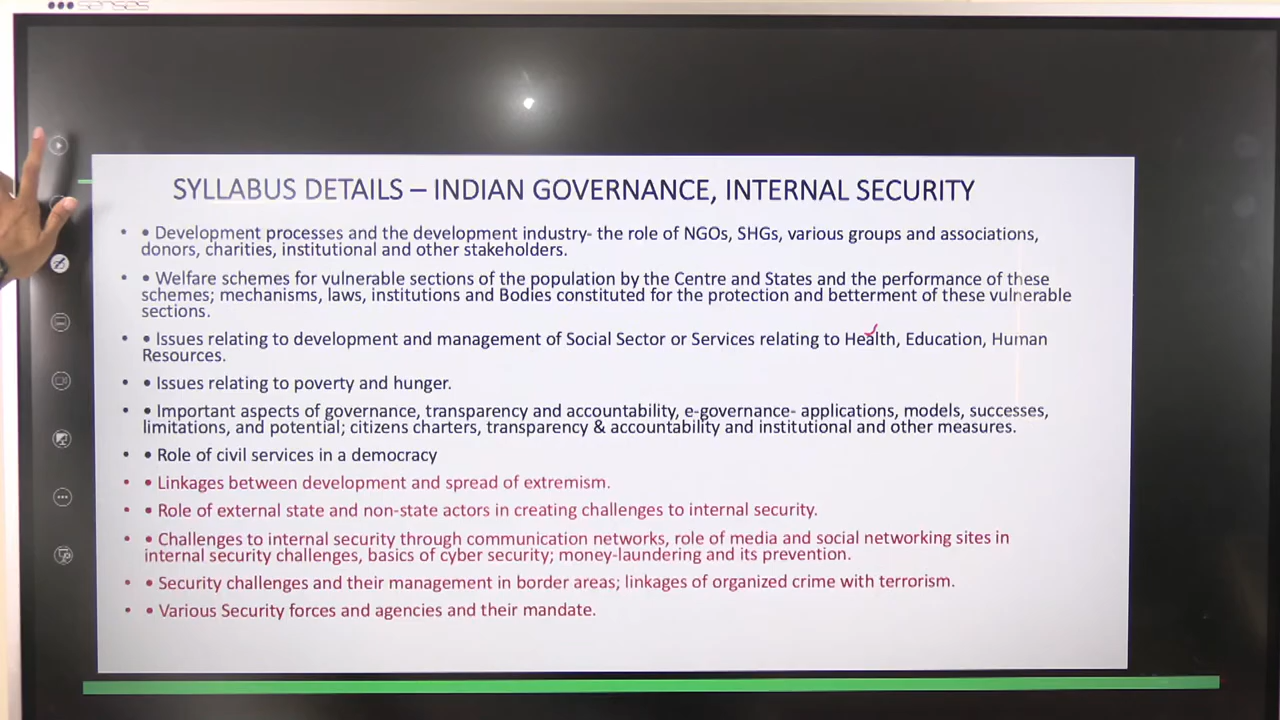 SYLLABUS DETAILS – INDIAN GOVERNANCE, INTERNAL SECURITY
• • Development processes and the development industry- the role of NGOs, SHGs, various groups and associations,
donors, charities, institutional and other stakeholders.
• • Welfare schemes for vulnerable sections of the population by the Centre and States and the performance of these
schemes; mechanisms, laws, institutions and Bodies constituted for the protection and betterment of these vulnerable
sections.
• • Issues relating to development and management of Social Sector or Services relating to Health, Education, Human
Resources.
• • Issues relating to poverty and hunger.
• • Important aspects of governance, transparency and accountability, e-governance- applications, models, successes,
limitations, and potential; citizens charters, transparency & accountability and institutional and other measures.
• • Role of civil services in a democracy
• • Linkages between development and spread of extremism.
• • Role of external state and non-state actors in creating challenges to internal security.
• • Challenges to internal security through communication networks, role of media and social networking sites in
internal security challenges, basics of cyber security; money-laundering and its prevention.
• • Security challenges and their management in border areas; linkages of organized crime with terrorism.
• • Various Security forces and agencies and their mandate.